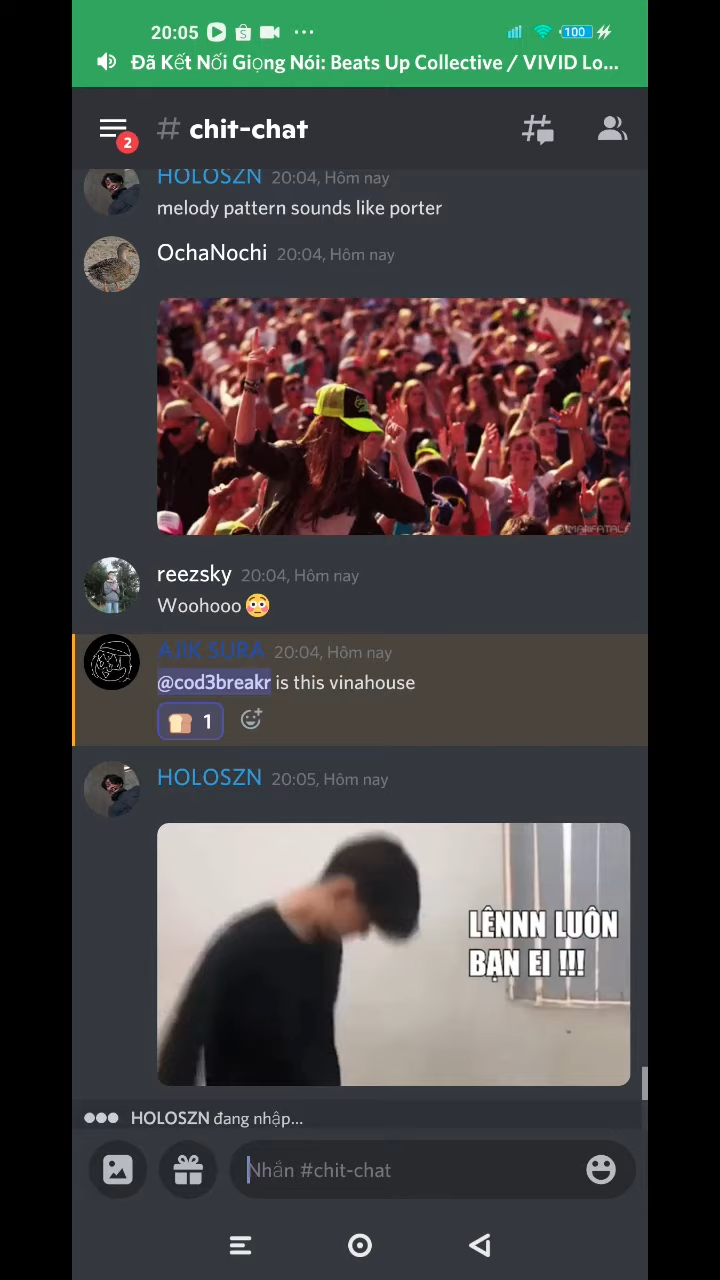 20:05
100
Đã Kết Nối Giọng Nói: Beats Up Collective / VIVID Lo...
2
# chit-chat
HOLOSZN 20:04, Hôm nay
melody pattern sounds like porter
OchaNochi 20:04, Hôm nay
reezsky 20:04, Hôm nay
Woohooo
AJIK SURA 20:04, Hôm nay
@cod3breakr is this vinahouse
1
HOLOSZN 20:05, Hôm nay
LÊNNN LUÔN
BẠN EI !!!
HOLOSZN đang nhập...
Nhắn #chit-chat